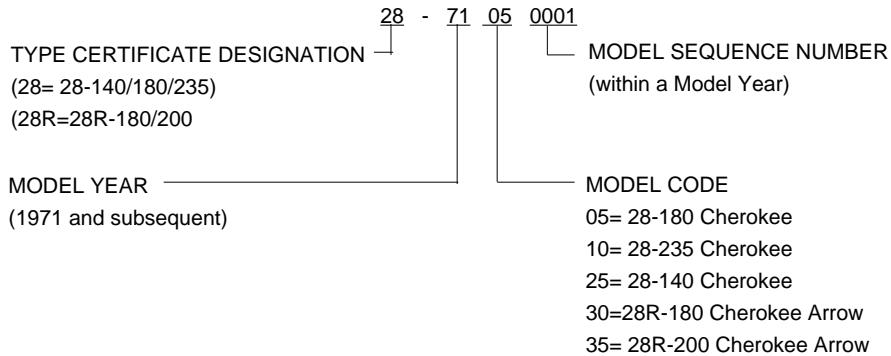 28 - 71 05 0001
TYPE CERTIFICATE DESIGNATION
(28= 28-140/180/235)
(28R=28R-180/200
MODEL SEQUENCE NUMBER
(within a Model Year)
MODEL YEAR
(1971 and subsequent)
MODEL CODE
05= 28-180 Cherokee
10= 28-235 Cherokee
25= 28-140 Cherokee
30=28R-180 Cherokee Arrow
35= 28R-200 Cherokee Arrow